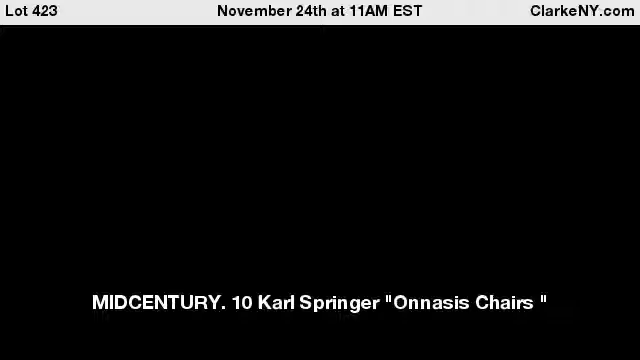 Lot 423 November 24th at 11AM EST ClarkeNY.com
MIDCENTURY. 10 Karl Springer "Onnasis Chairs "